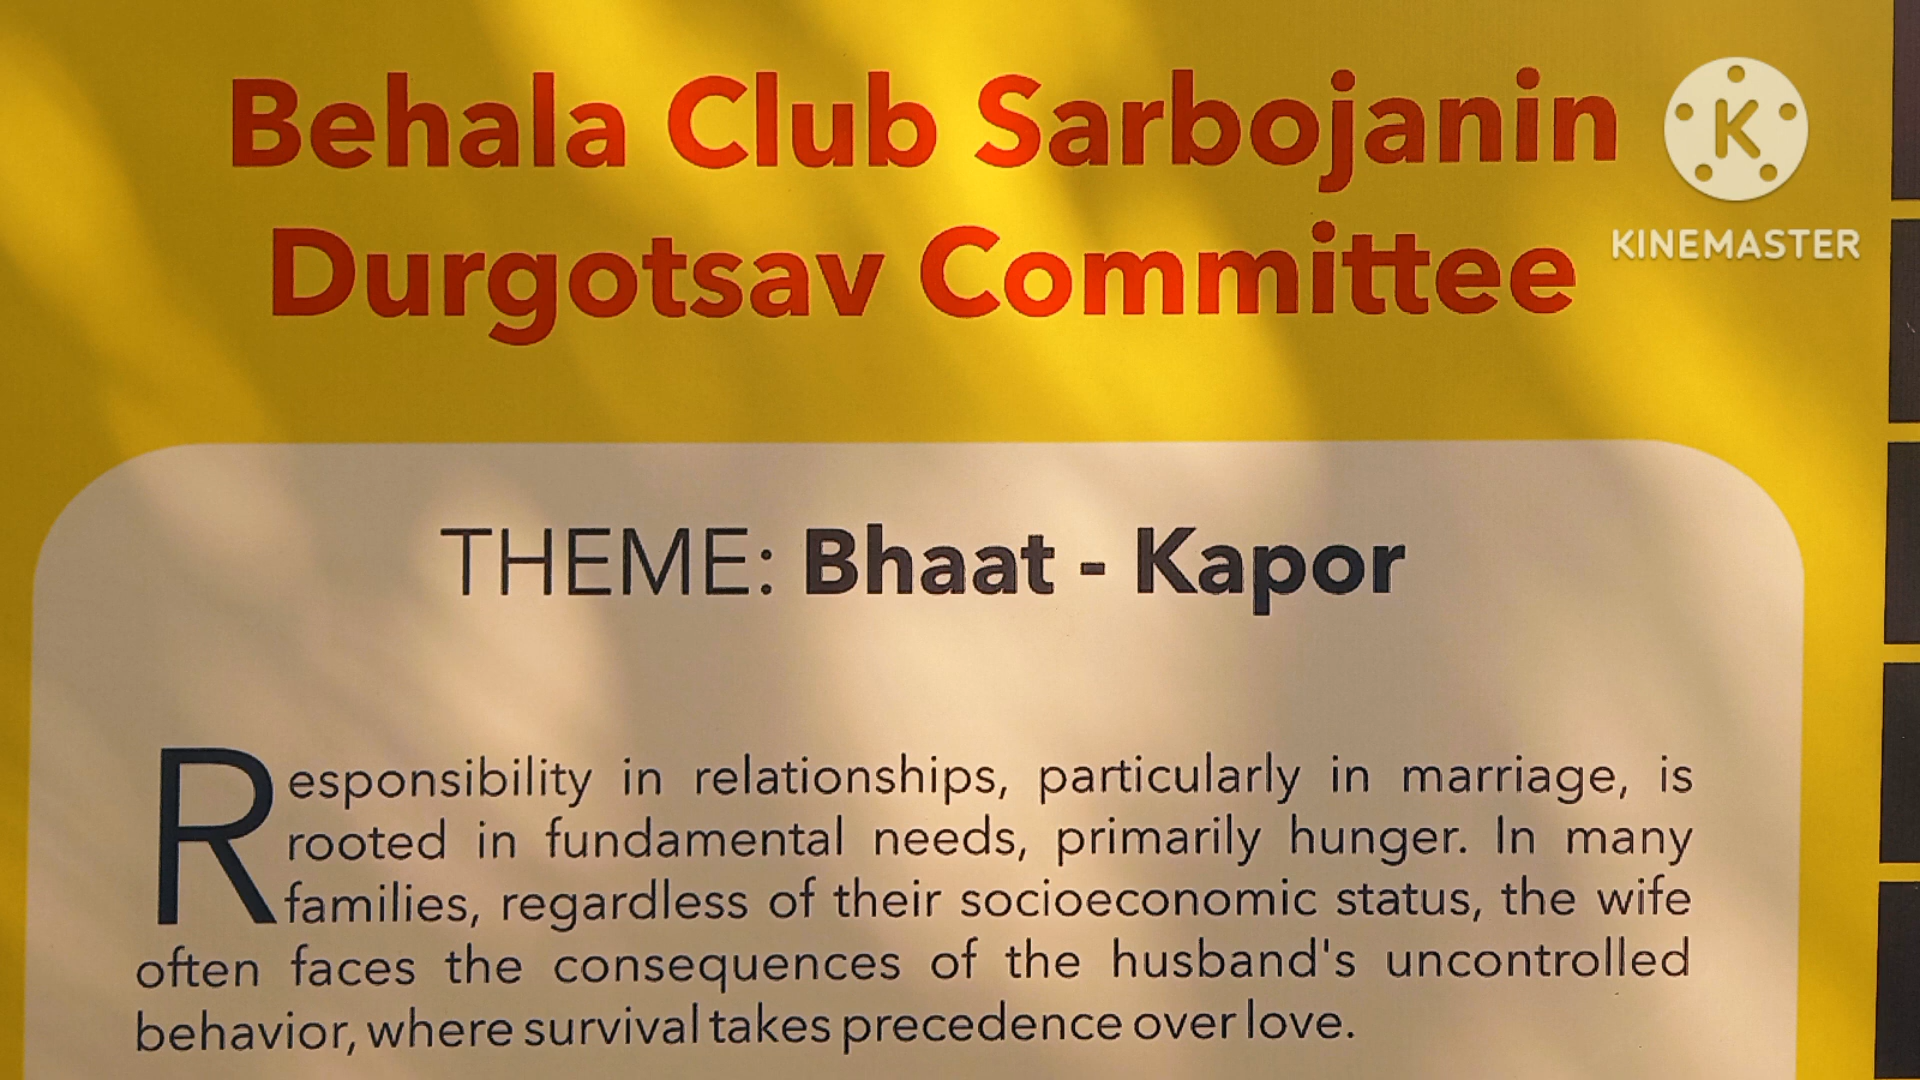 Behala Club Sarbojanin
Durgotsav Committee
K
KINEMASTER
THEME: Bhaat - Kapor
Responsibility in relationships, particularly in marriage, is
rooted in fundamental needs, primarily hunger. In many
families, regardless of their socioeconomic status, the wife
often faces the consequences of the husband's uncontrolled
behavior, where survival takes precedence over love.